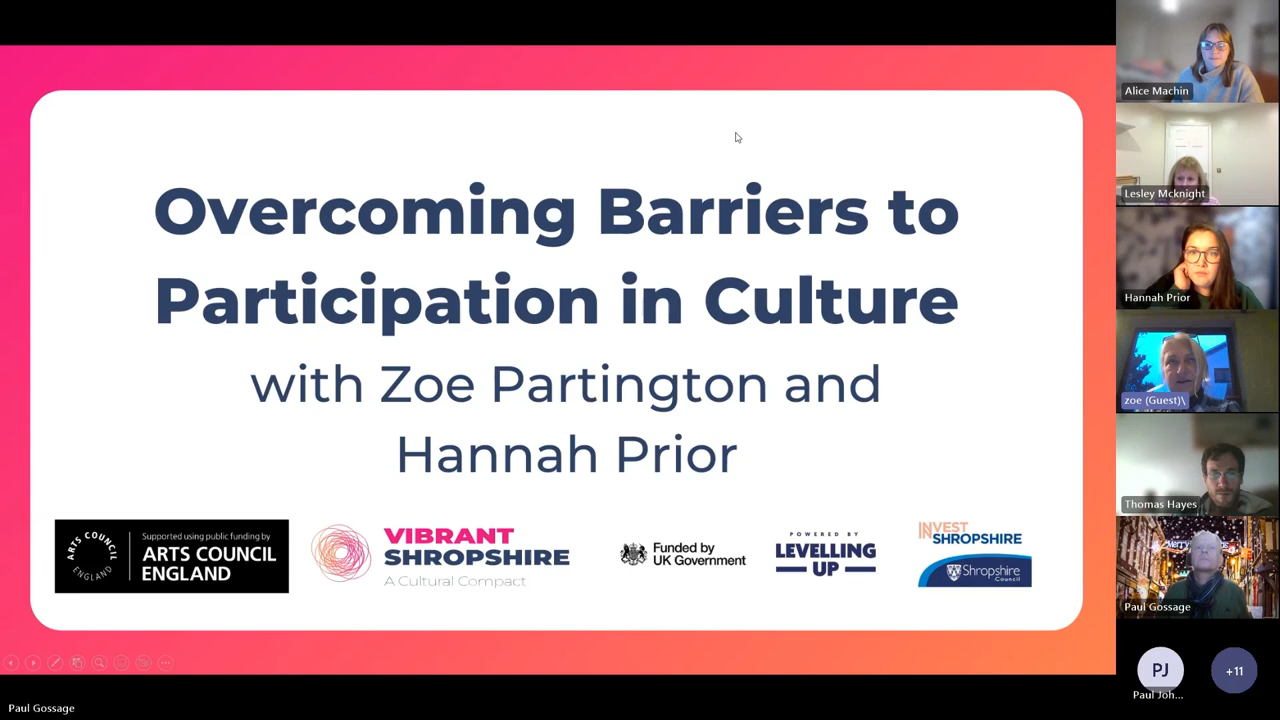 Overcoming Barriers to
Participation in Culture
with Zoe Partington and
Hannah Prior
ARTS COUNCIL
ENGLAND
Supported using public funding by
ARTS COUNCIL
ENGLAND
VIBRANT
SHROPSHIRE
A Cultural Compact
Funded by
UK Government
POWERED BY
LEVELLING
UP
INVEST
SHROPSHIRE
Shropshire
Council
Paul Gossage
Alice Machin
Lesley Mcknight
Hannah Prior
zoe (Guest)\
Thomas Hayes
Paul Gossage
PJ
+11
Paul Joh...